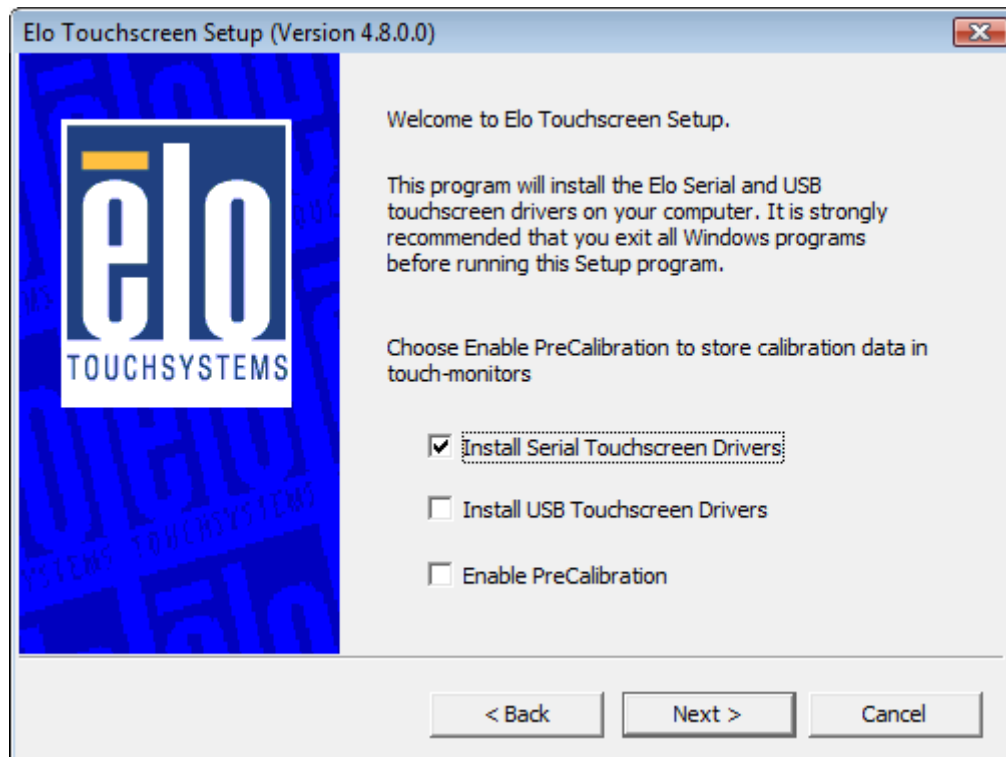 Elo Touchscreen Setup (Version 4.8.0.0)
ēlo
TOUCHSYSTEMS
Welcome to Elo Touchscreen Setup.
This program will install the Elo Serial and USB
touchscreen drivers on your computer. It is strongly
recommended that you exit all Windows programs
before running this Setup program.
Choose Enable PreCalibration to store calibration data in
touch-monitors
Install Serial Touchscreen Drivers
Install USB Touchscreen Drivers
Enable PreCalibration
< Back
Next >
Cancel